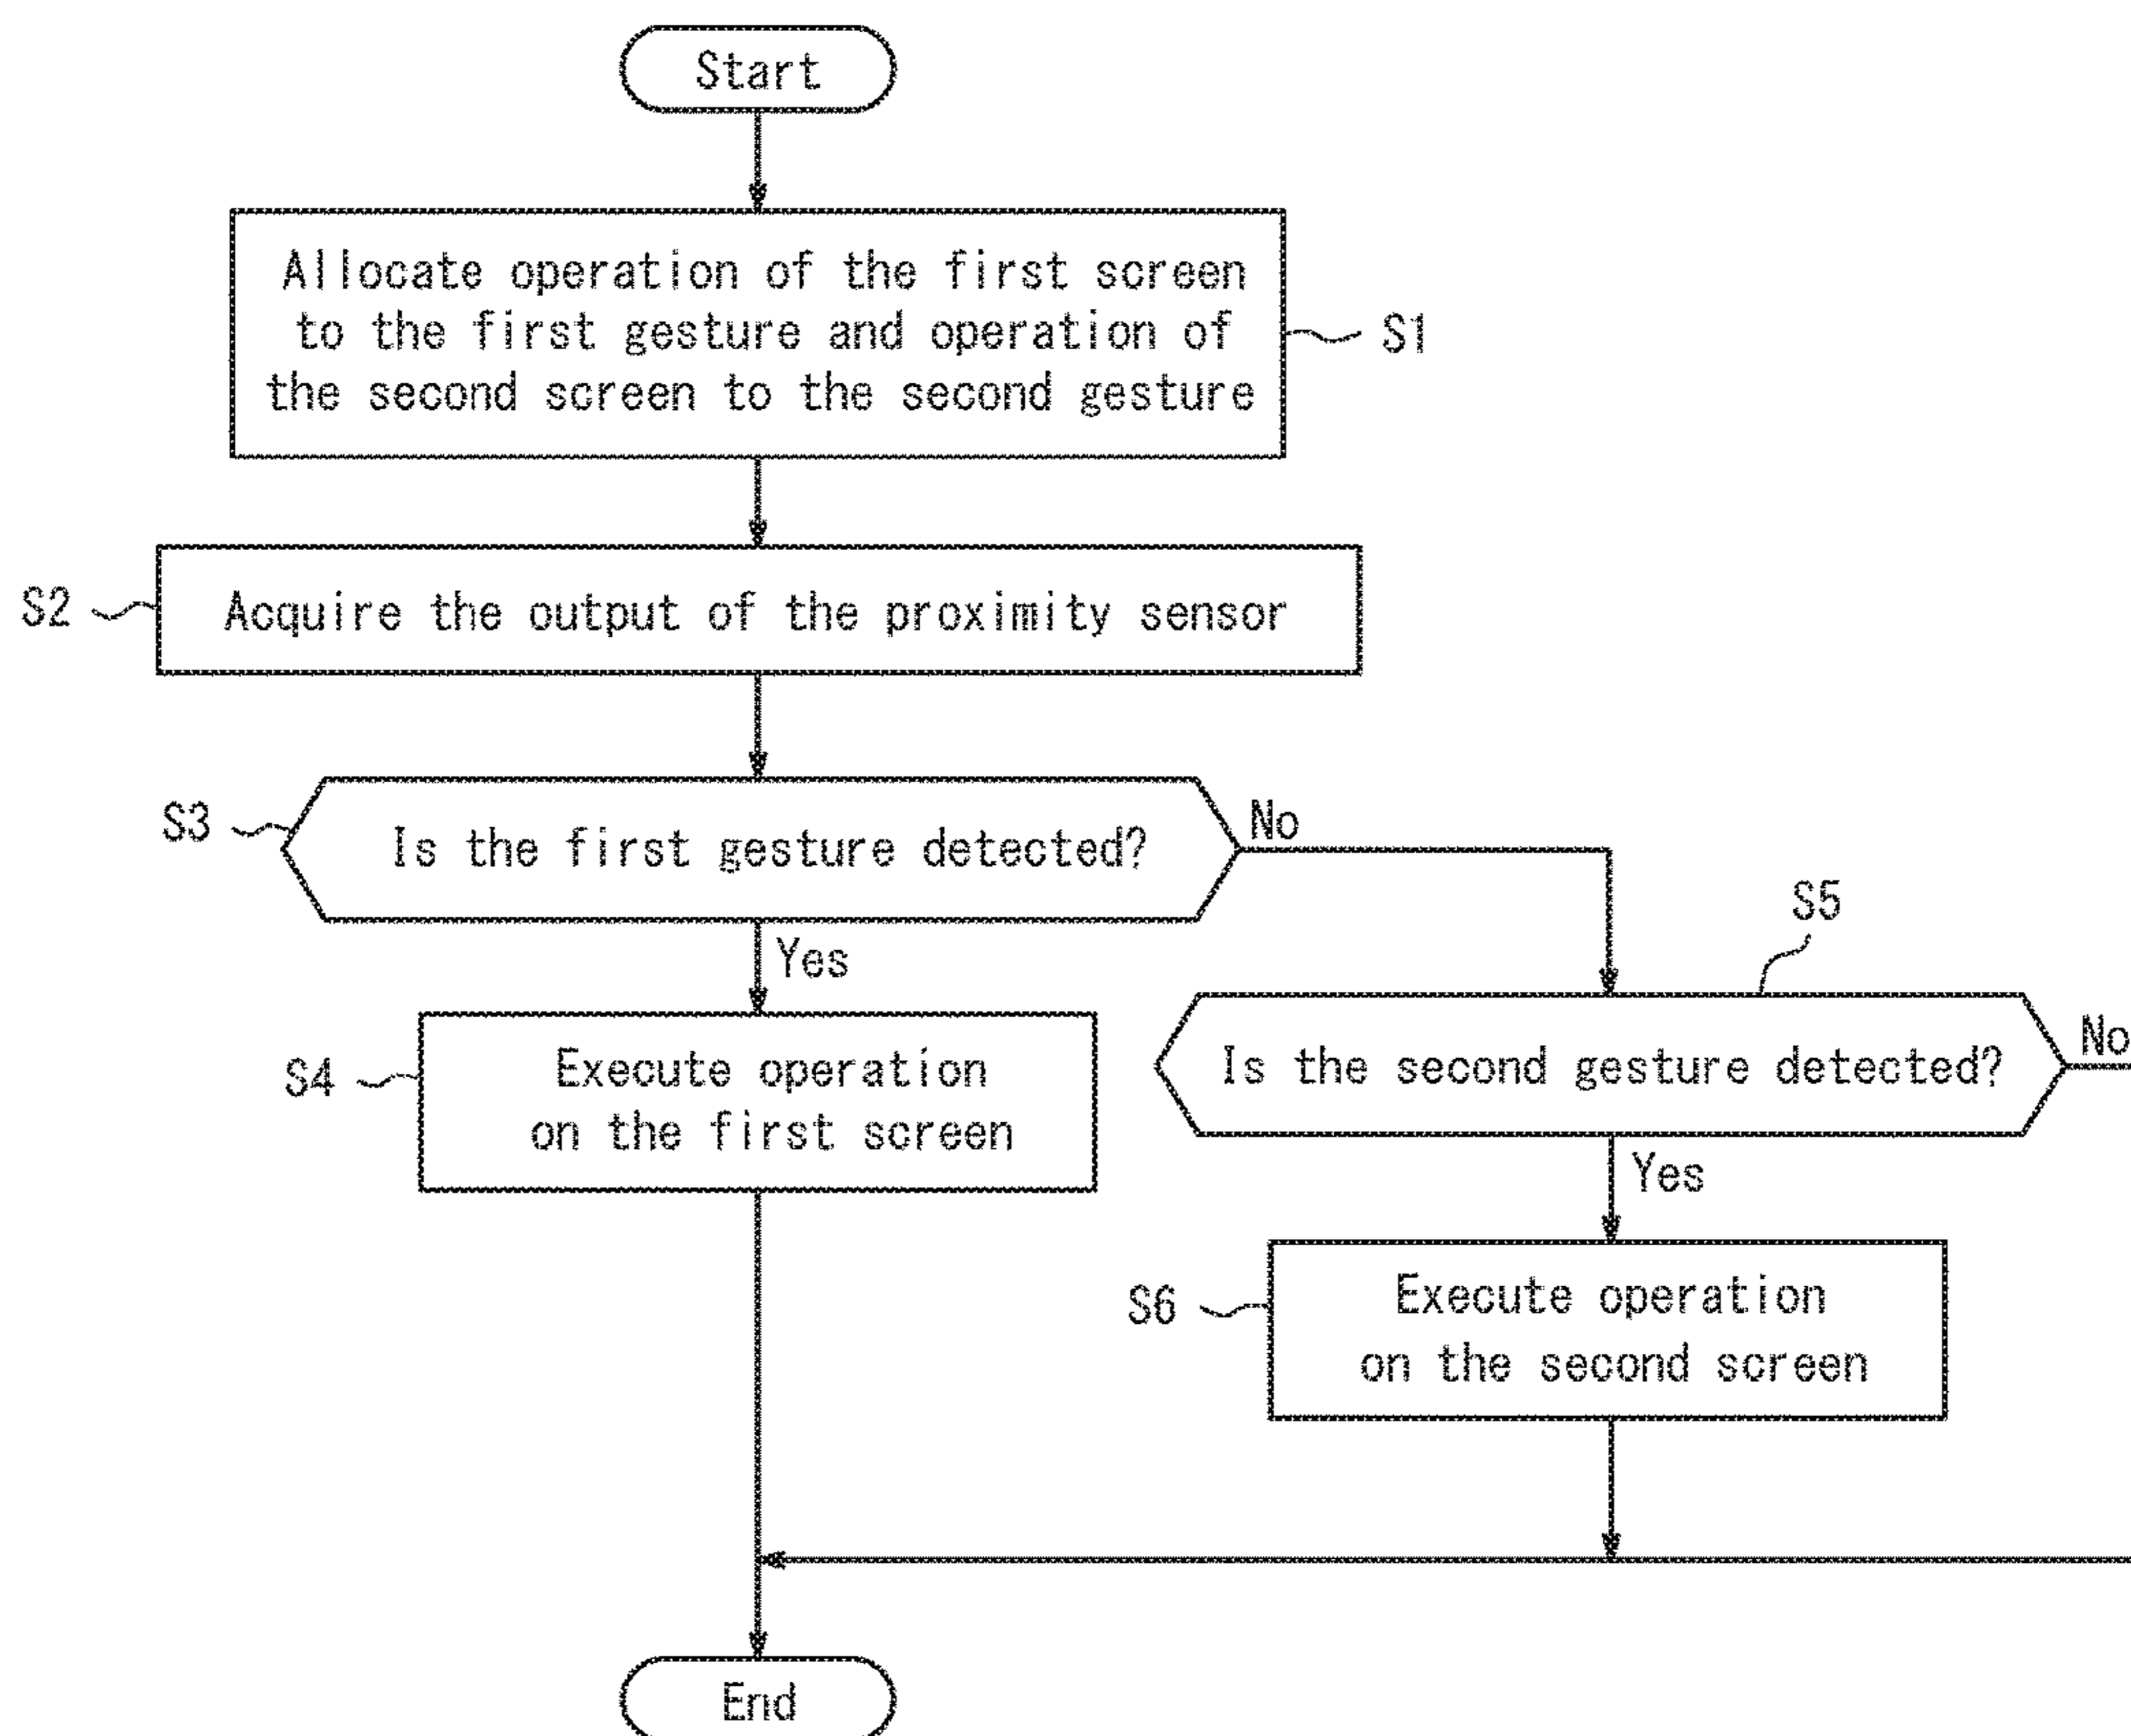 Start
Allocate operation of the first screen
to the first gesture and operation of
the second screen to the second gesture
S1
S2
Acquire the output of the proximity sensor
S3
Is the first gesture detected?
No
Yes
S5
Is the second gesture detected?
No
S4
Execute operation
on the first screen
Yes
S6
Execute operation
on the second screen
End